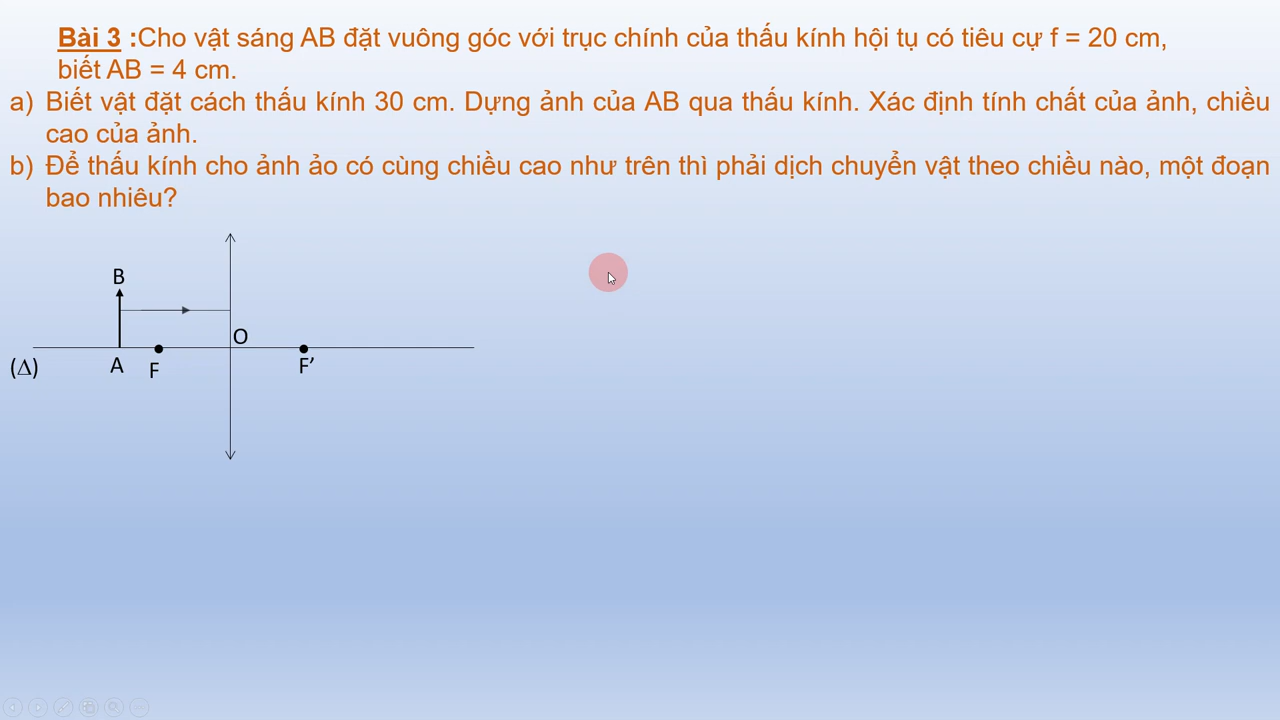 Bài 3 :Cho vật sáng AB đặt vuông góc với trục chính của thấu kính hội tụ có tiêu cự f = 20 cm,
biết AB = 4 cm.
a) Biết vật đặt cách thấu kính 30 cm. Dựng ảnh của AB qua thấu kính. Xác định tính chất của ảnh, chiều
cao của ảnh.
b) Để thấu kính cho ảnh ảo có cùng chiều cao như trên thì phải dịch chuyển vật theo chiều nào, một đoạn
bao nhiêu?
B
O
(Δ) A F F’